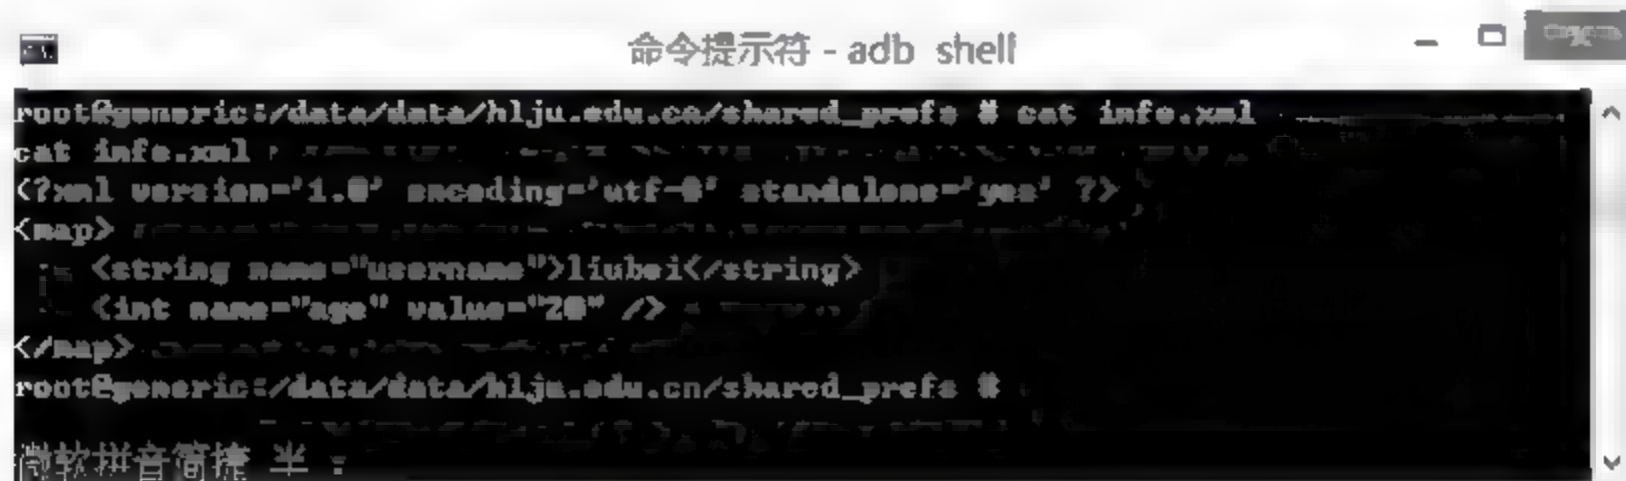 命令提示符 - adb shell
root@generic:/data/data/hlju.edu.cn/shared_prefs # cat info.xml
cat info.xml
<?xml version='1.0' encoding='utf-8' standalone='yes' ?>
<map>
<string name="username">liubei</string>
<int name="age" value="20" />
</map>
root@generic:/data/data/hlju.edu.cn/shared_prefs #
微软拼音简捷 半 :